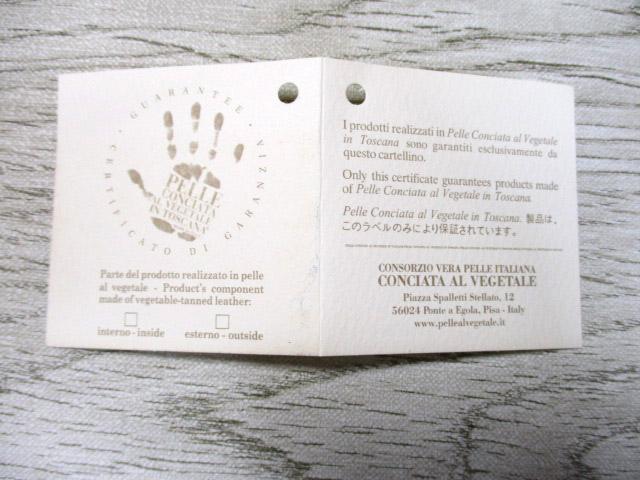 GUARANTEE
CERTIFICATO DI GARANZIA
PELLE
CONCIATA
AL VEGETALE
IN TOSCANA
Parte del prodotto realizzato in pelle
al vegetale - Product's component
made of vegetable-tanned leather:
interno - inside
esterno - outside
I prodotti realizzati in Pelle Conciata al Vegetale
in Toscana sono garantiti esclusivamente da
questo cartellino.
Only this certificate guarantees products made
of Pelle Conciata al Vegetale in Toscana.
Pelle Conciata al Vegetale in Toscana. 製品は、
このラベルのみにより保証されています。
CONSORZIO VERA PELLE ITALIANA
CONCIATA AL VEGETALE
Piazza Spalletti Stellato, 12
56024 Ponte a Egola, Pisa - Italy
www.pellealvegetale.it